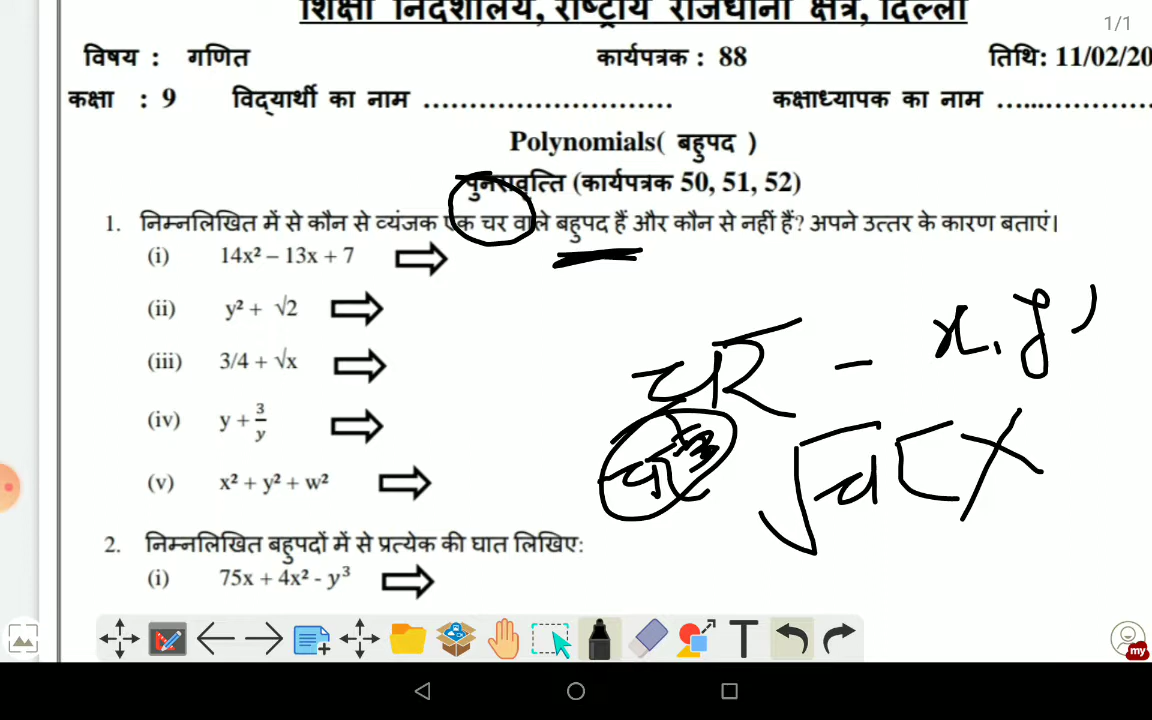 शिक्षा निदेशालय, राष्ट्रीय राजधानी क्षेत्र, दिल्ली
1/1
विषय : गणित कार्यपत्रक : 88 तिथि: 11/02/20
कक्षा : 9 विद्यार्थी का नाम ........................... कक्षाध्यापक का नाम ...................
Polynomials( बहुपद )
पुनरावृत्ति (कार्यपत्रक 50, 51, 52)
1. निम्नलिखित में से कौन से व्यंजक एक चर वाले बहुपद हैं और कौन से नहीं हैं? अपने उत्तर के कारण बताएं।
(i) 14x² – 13x + 7
(ii) y² + √2
(iii) 3/4 + √x
(iv) y + 3/y
(v) x² + y² + w²
चर – x, y,
√चर
2. निम्नलिखित बहुपदों में से प्रत्येक की घात लिखिए:
(i) 75x + 4x² - y³
T
my